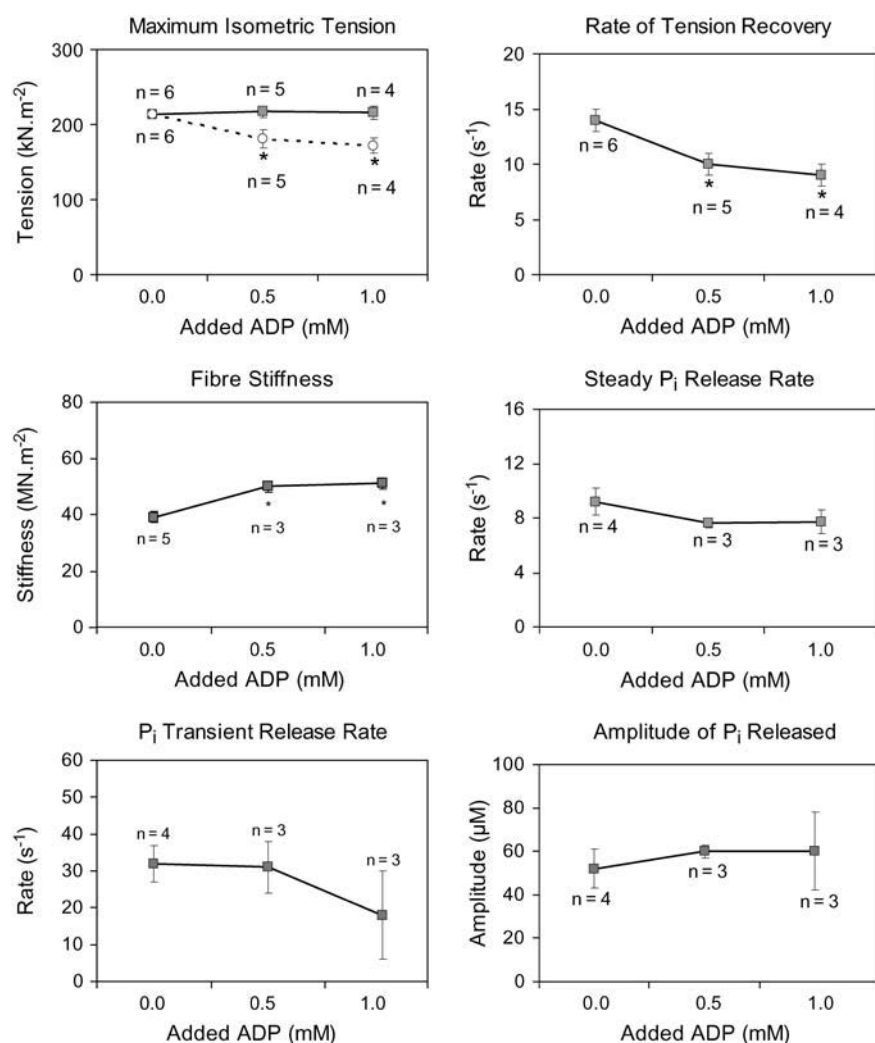 Maximum Isometric Tension
Tension (kN.m-2)
300
200
100
0
n = 6
n = 5
n = 4
n = 6
*
*
n = 5
n = 4
0.0
0.5
1.0
Added ADP (mM)
Rate of Tension Recovery
Rate (s-1)
20
15
10
5
0
n = 6
*
*
n = 5
n = 4
0.0
0.5
1.0
Added ADP (mM)
Fibre Stiffness
Stiffness (MN.m-2)
80
60
40
20
0
n = 5
*
*
n = 3
n = 3
0.0
0.5
1.0
Added ADP (mM)
Steady Pi Release Rate
Rate (s-1)
16
12
8
4
0
n = 4
n = 3
n = 3
0.0
0.5
1.0
Added ADP (mM)
Pi Transient Release Rate
Rate (s-1)
60
50
40
30
20
10
0
n = 4
n = 3
n = 3
0.0
0.5
1.0
Added ADP (mM)
Amplitude of Pi Released
Amplitude (µM)
100
80
60
40
20
0
n = 4
n = 3
n = 3
0.0
0.5
1.0
Added ADP (mM)